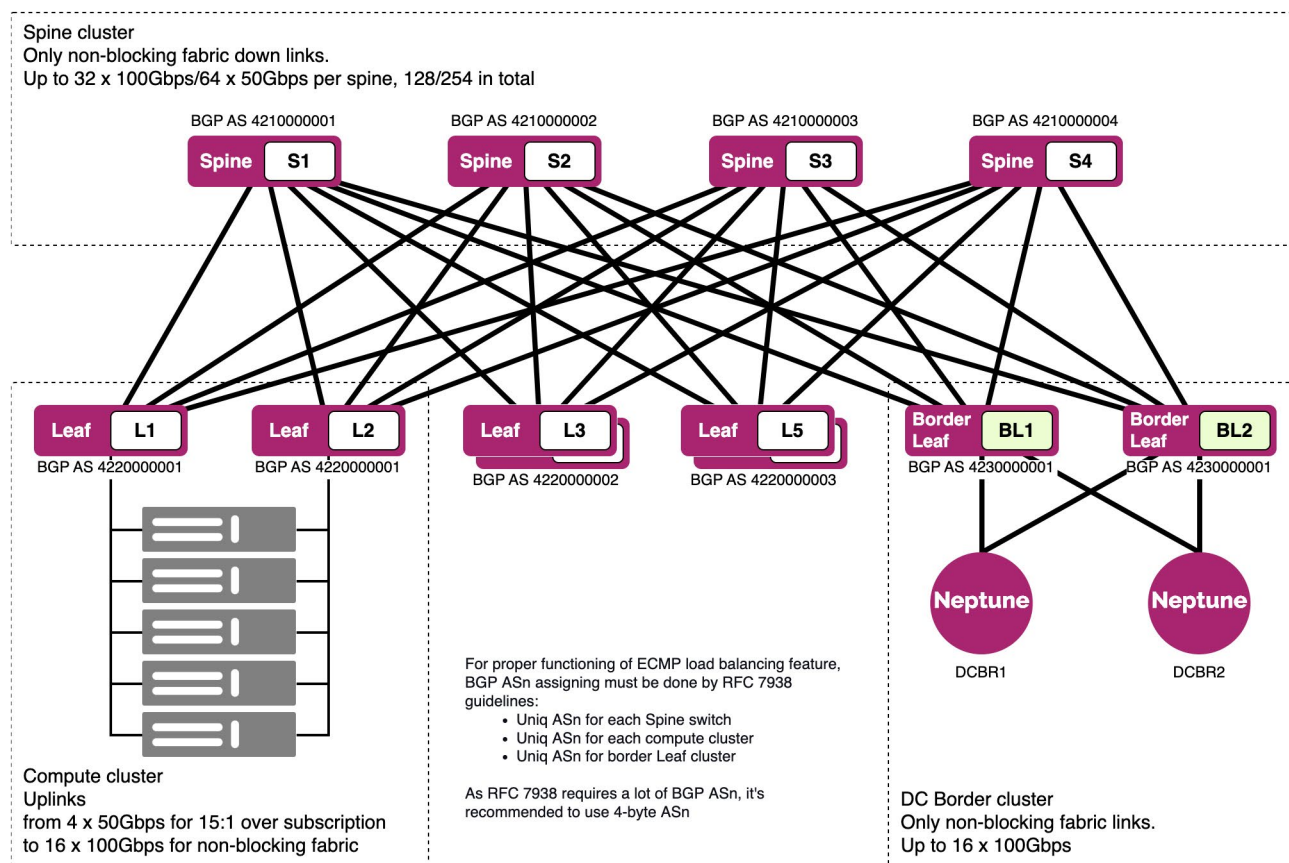 Spine cluster
Only non-blocking fabric down links.
Up to 32 x 100Gbps/64 x 50Gbps per spine, 128/254 in total
BGP AS 4210000001
BGP AS 4210000002
BGP AS 4210000003
BGP AS 4210000004
Spine S1
Spine S2
Spine S3
Spine S4
Leaf L1
Leaf L2
Leaf L3
Leaf L5
Border
Leaf
BL1
Border
Leaf
BL2
BGP AS 42200000001
BGP AS 42200000001
BGP AS 4220000002
BGP AS 4220000003
BGP AS 4230000001
BGP AS 4230000001
Neptune
Neptune
DCBR1
DCBR2
For proper functioning of ECMP load balancing feature,
BGP ASn assigning must be done by RFC 7938
guidelines:
• Uniq ASn for each Spine switch
• Uniq ASn for each compute cluster
• Uniq ASn for border Leaf cluster
As RFC 7938 requires a lot of BGP ASn, it's
recommended to use 4-byte ASn
Compute cluster
Uplinks
from 4 x 50Gbps for 15:1 over subscription
to 16 x 100Gbps for non-blocking fabric
DC Border cluster
Only non-blocking fabric links.
Up to 16 x 100Gbps